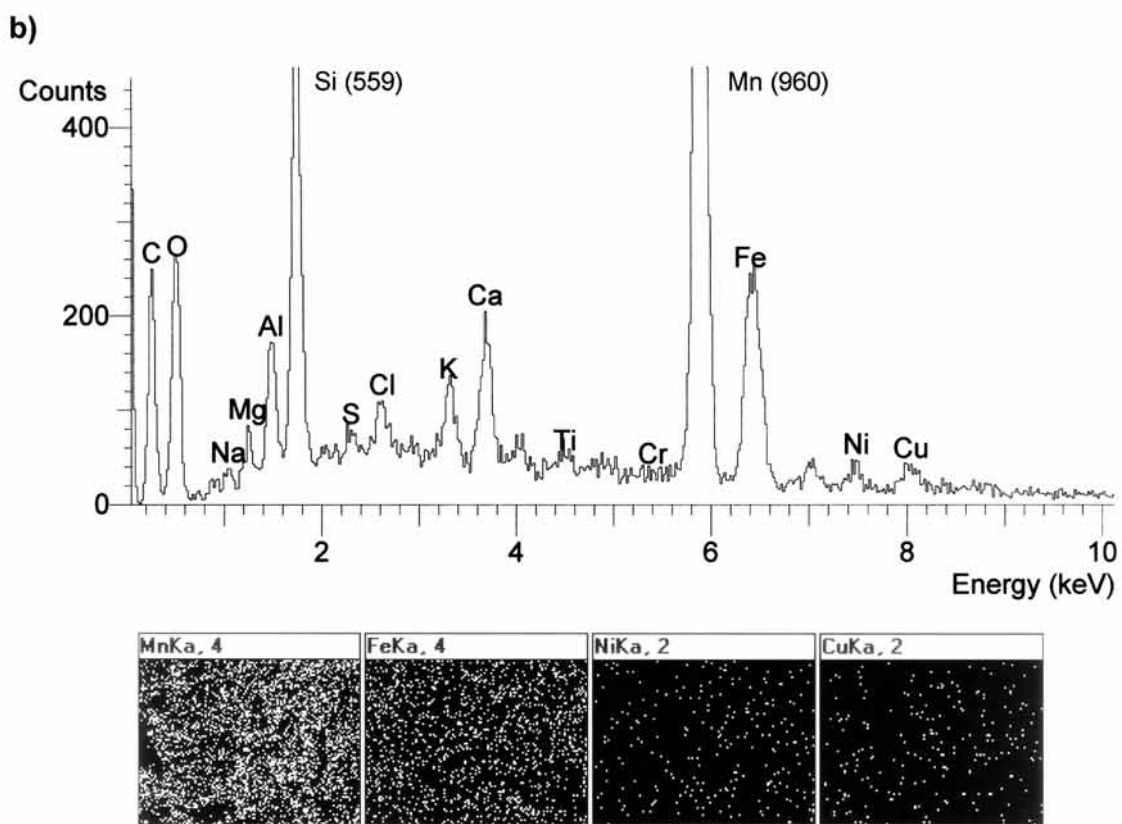 b)
Counts
Si (559)
Mn (960)
400
C O
Fe
Ca
200
Al
K
Cl
Mg
S
Na
Ti
Cr
Ni
Cu
0
2 4 6 8 10
Energy (keV)
MnKa, 4 FeKa, 4 NiKa, 2 CuKa, 2